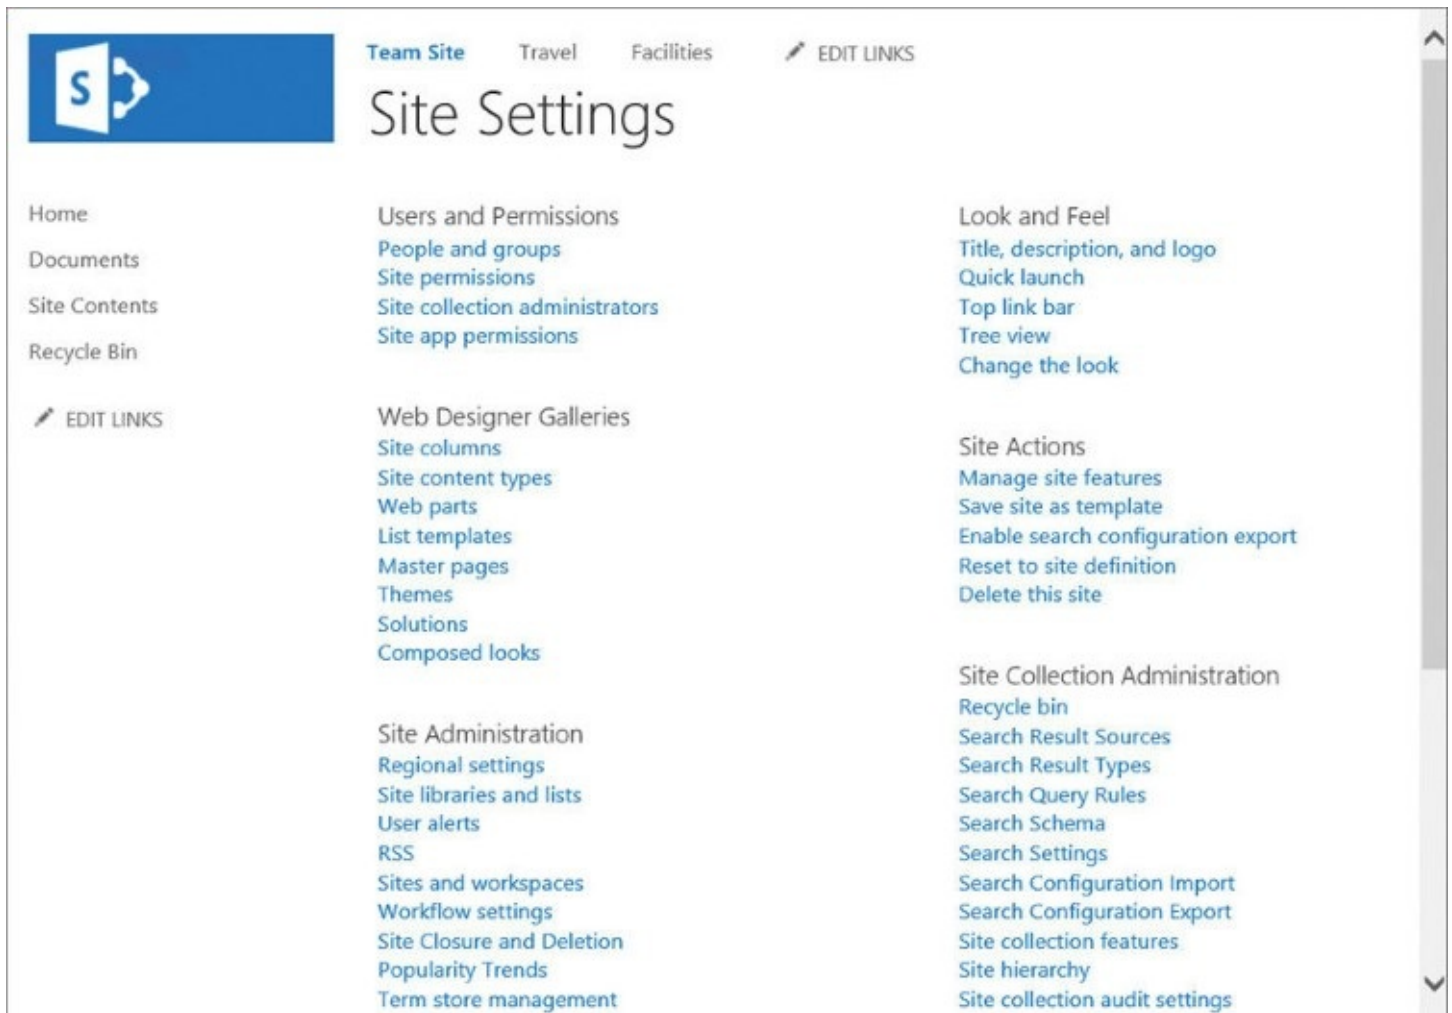 S
Team Site Travel Facilities EDIT LINKS
Site Settings
Home
Documents
Site Contents
Recycle Bin
EDIT LINKS
Users and Permissions
People and groups
Site permissions
Site collection administrators
Site app permissions
Web Designer Galleries
Site columns
Site content types
Web parts
List templates
Master pages
Themes
Solutions
Composed looks
Site Administration
Regional settings
Site libraries and lists
User alerts
RSS
Sites and workspaces
Workflow settings
Site Closure and Deletion
Popularity Trends
Term store management
Look and Feel
Title, description, and logo
Quick launch
Top link bar
Tree view
Change the look
Site Actions
Manage site features
Save site as template
Enable search configuration export
Reset to site definition
Delete this site
Site Collection Administration
Recycle bin
Search Result Sources
Search Result Types
Search Query Rules
Search Schema
Search Settings
Search Configuration Import
Search Configuration Export
Site collection features
Site hierarchy
Site collection audit settings